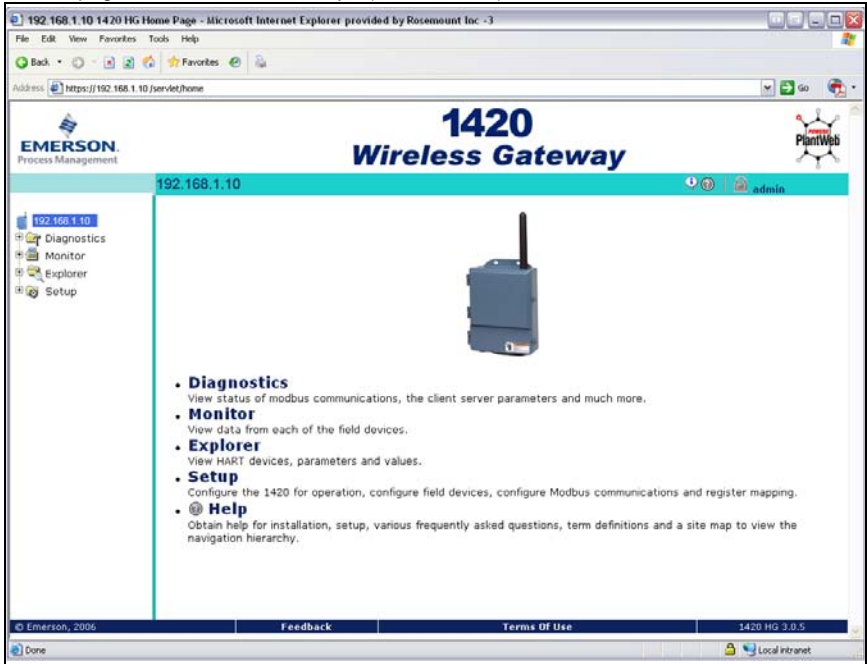 192.168.1.10 1420 HG Home Page - Microsoft Internet Explorer provided by Rosemount Inc -3
File Edit View Favorites Tools Help
Back Favorites
Address https://192.168.1.10/servlet/home Go
EMERSON.
Process Management
1420
Wireless Gateway
POWERED
PlantWeb
192.168.1.10 admin
192.168.1.10
Diagnostics
Monitor
Explorer
Setup
• Diagnostics
View status of modbus communications, the client server parameters and much more.
• Monitor
View data from each of the field devices.
• Explorer
View HART devices, parameters and values.
• Setup
Configure the 1420 for operation, configure field devices, configure Modbus communications and register mapping.
• Help
Obtain help for installation, setup, various frequently asked questions, term definitions and a site map to view the
navigation hierarchy.
© Emerson, 2006 Feedback Terms Of Use 1420 HG 3.0.5
Done Local intranet